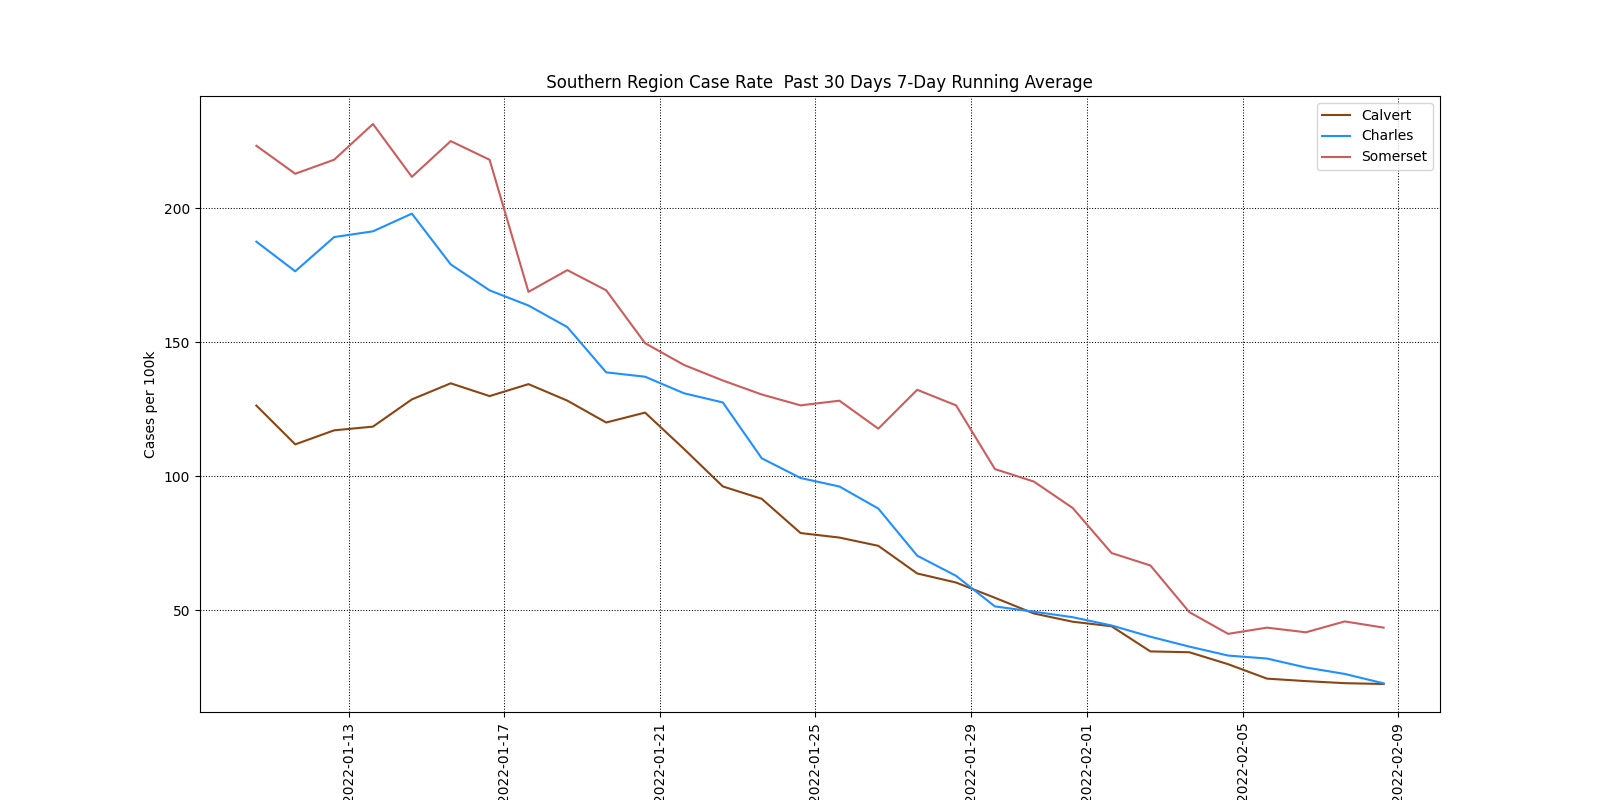 Southern Region Case Rate  Past 30 Days 7-Day Running Average
Calvert
Charles
Somerset
200
150
100
50
Cases per 100k
2022-01-13
2022-01-17
2022-01-21
2022-01-25
2022-01-29
2022-02-01
2022-02-05
2022-02-09